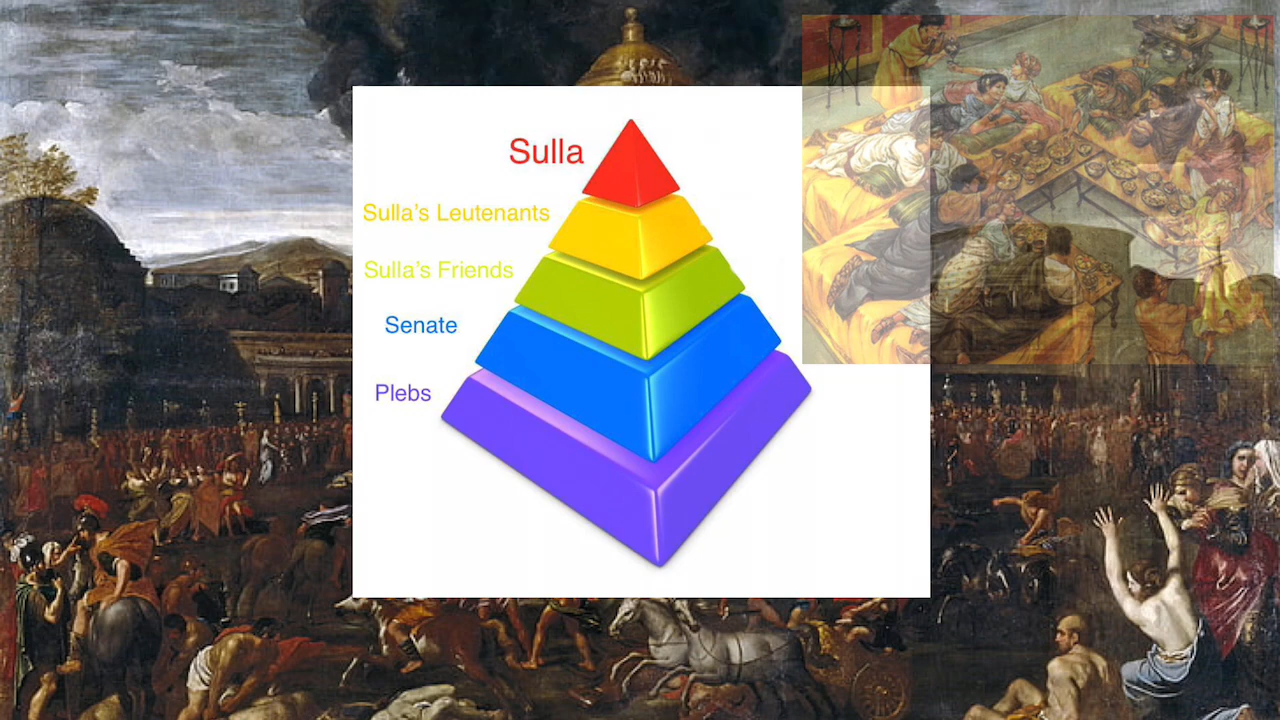 Sulla
Sulla's Leutenants
Sulla's Friends
Senate
Plebs